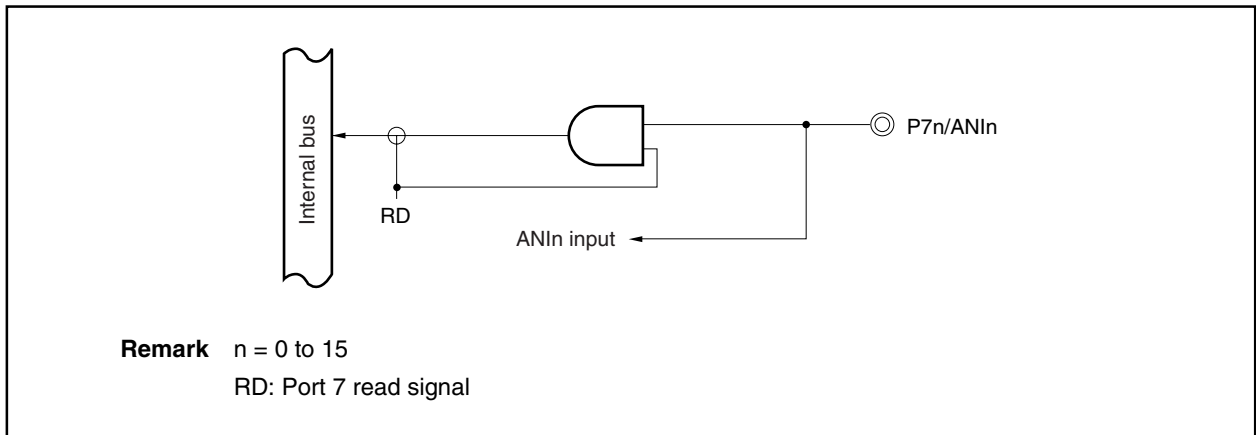 Internal bus
P7n/ANIn
RD
ANIn input
Remark n = 0 to 15
RD: Port 7 read signal